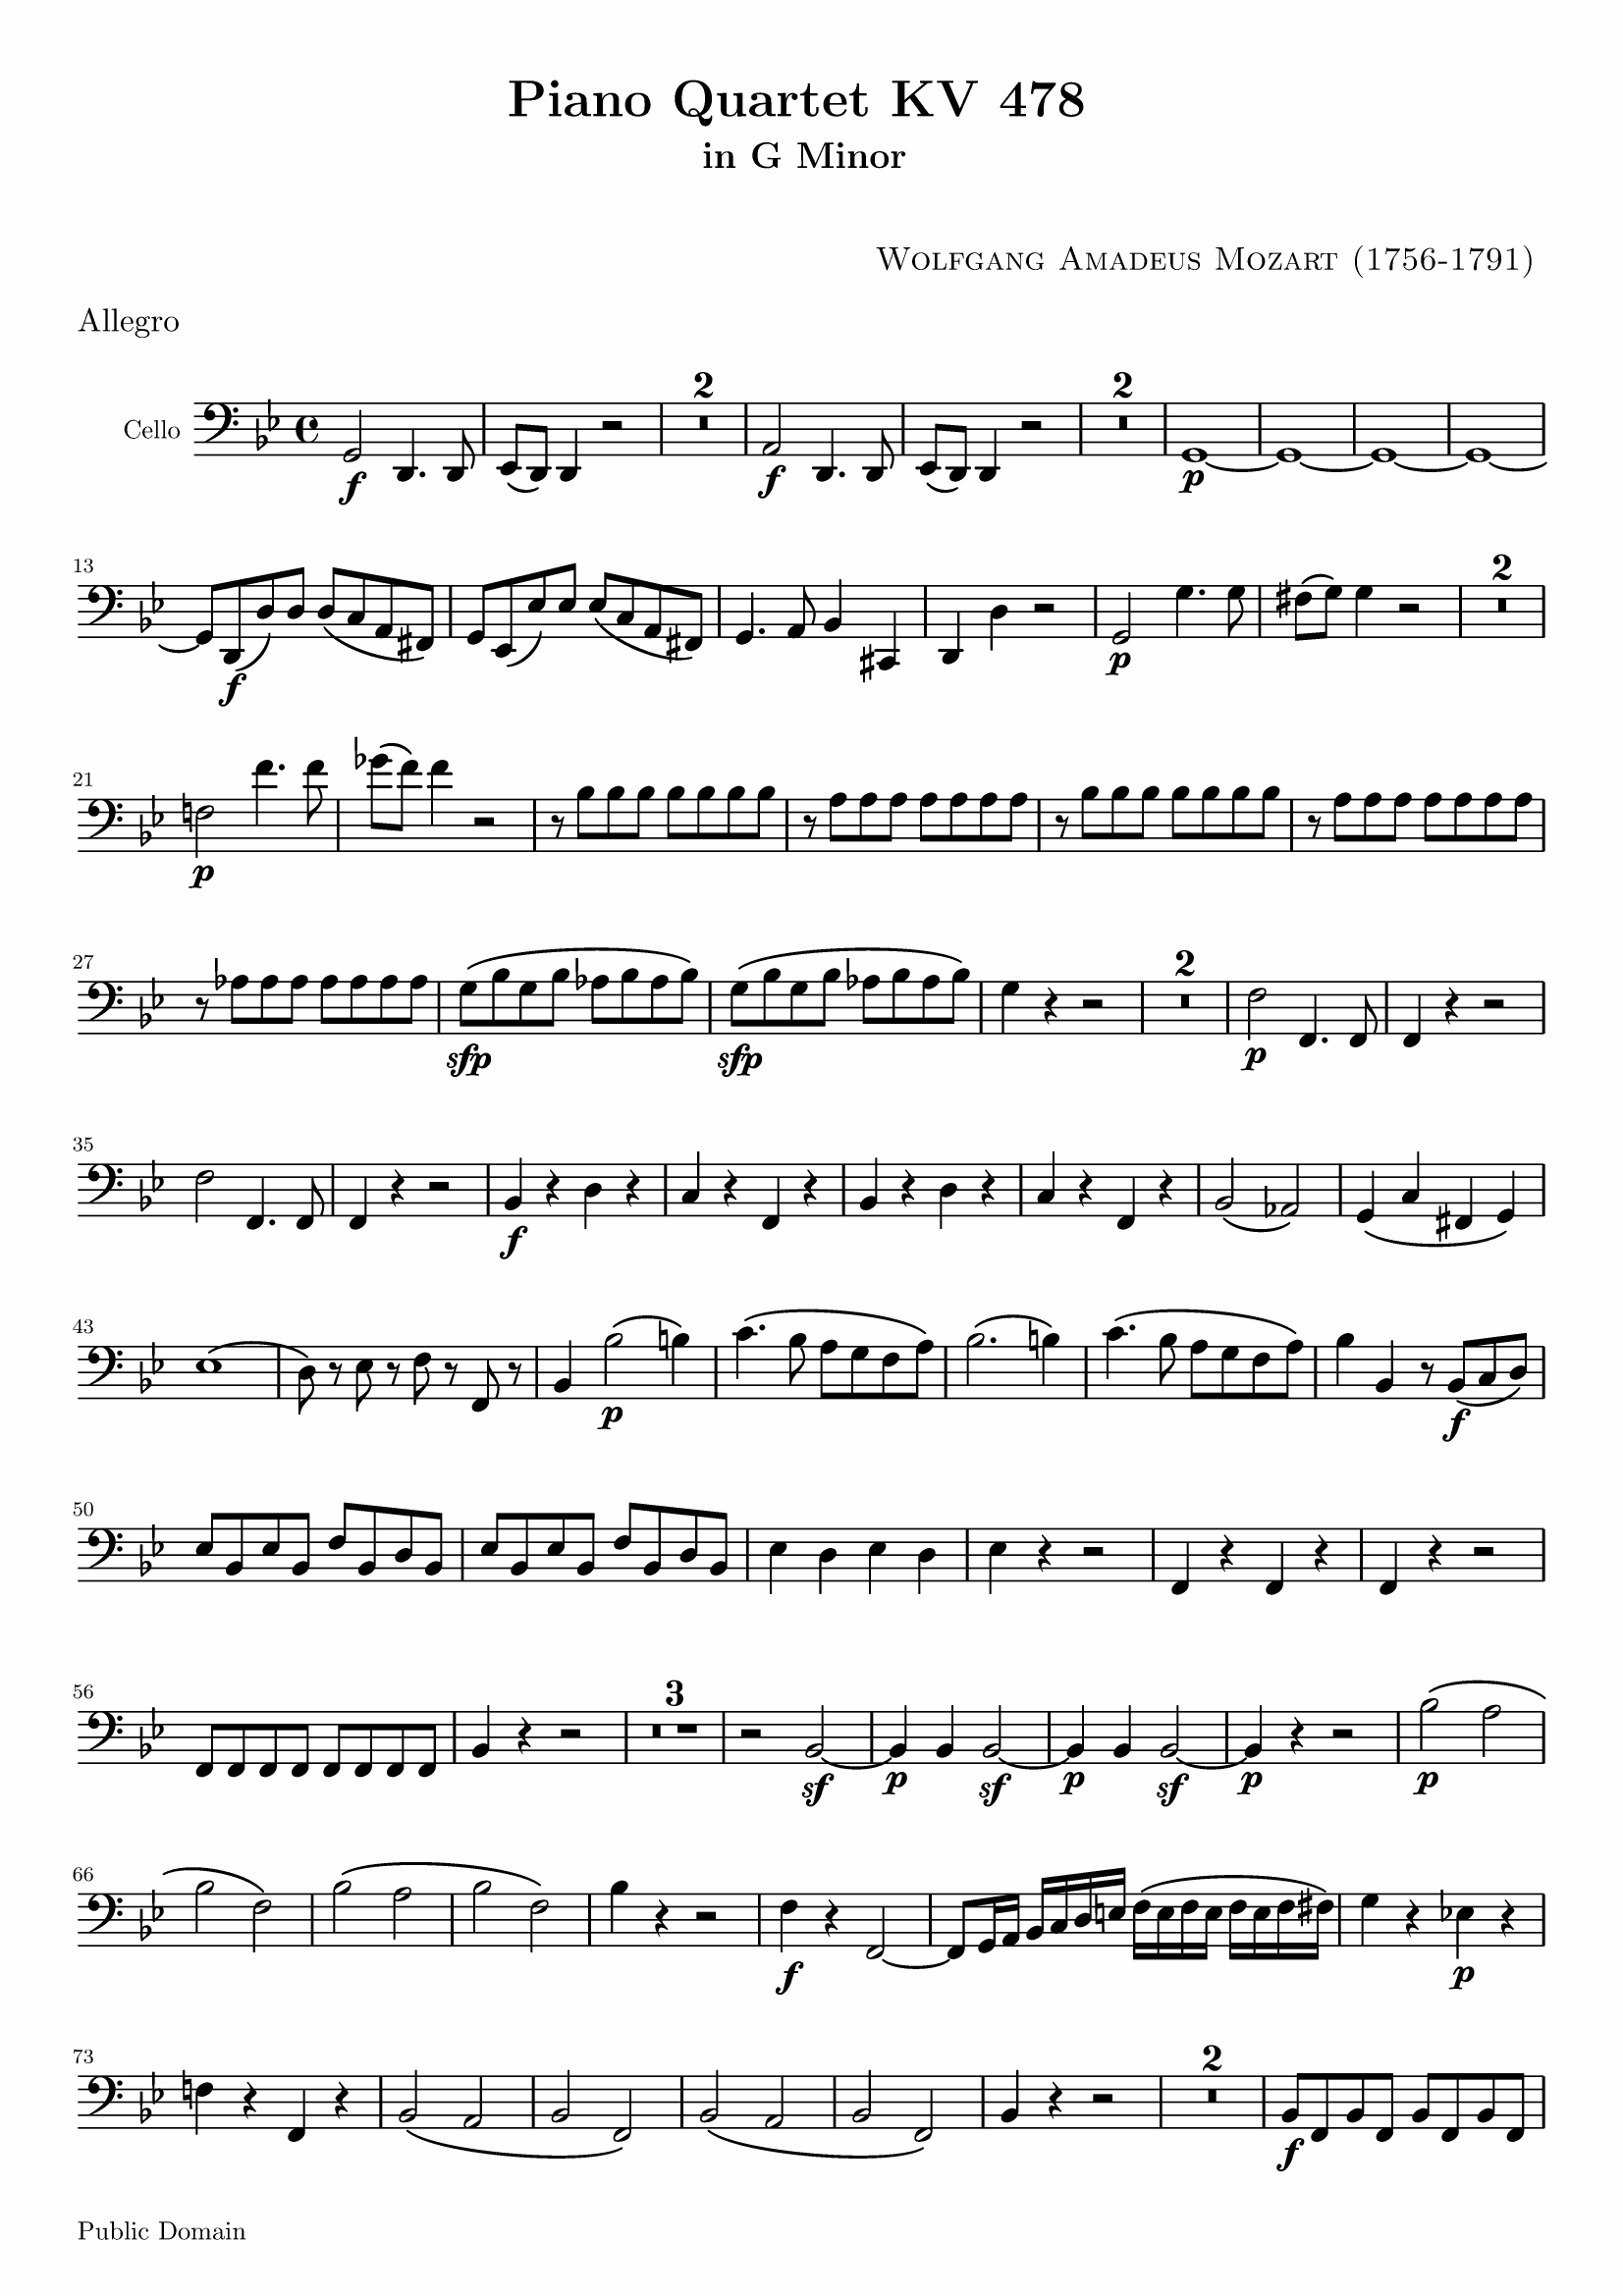 Piano Quartet KV 478
in G Minor
Wolfgang Amadeus Mozart (1756-1791)
Allegro
2 2
Cello
f f p
13 2
f p
21
p
27 2
sfp sfp p
35
f
43
p f
50
56 3
sf p sf p sf p p
66
f p
73 2
f
Public Domain